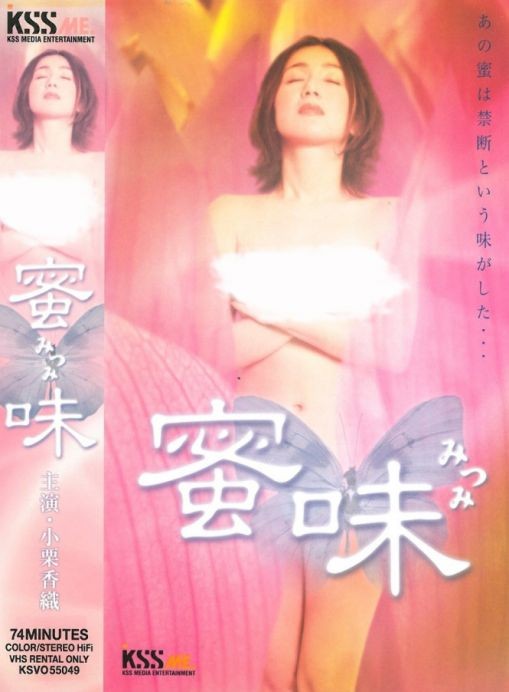 KSS ME.
KSS MEDIA ENTERTAINMENT
蜜味
みつみ
主演・小栗香織
74MINUTES
COLOR/STEREO HiFi
VHS RENTAL ONLY
KSVO55049
あの蜜は禁断という味がした・・・
蜜味
みつみ
KSS ME.
KSS MEDIA ENTERTAINMENT